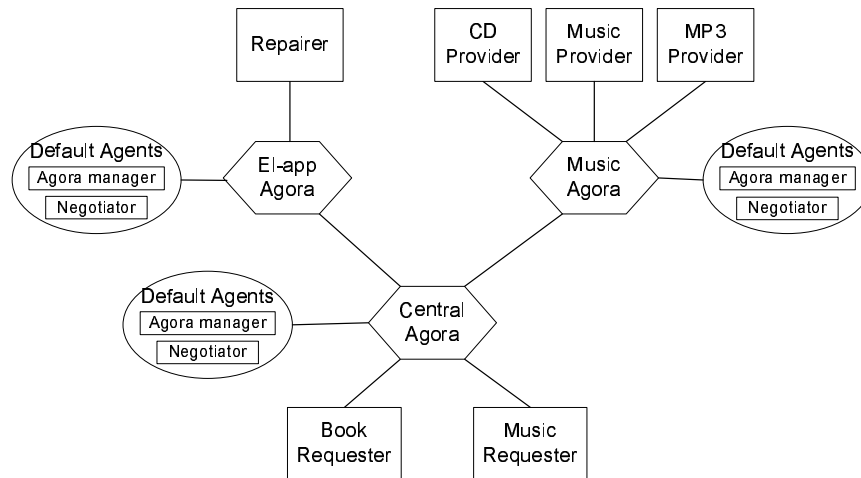 Repairer
CD
Provider
Music
Provider
MP3
Provider
Default Agents
Agora manager
Negotiator
El-app
Agora
Music
Agora
Default Agents
Agora manager
Negotiator
Default Agents
Agora manager
Negotiator
Central
Agora
Book
Requester
Music
Requester